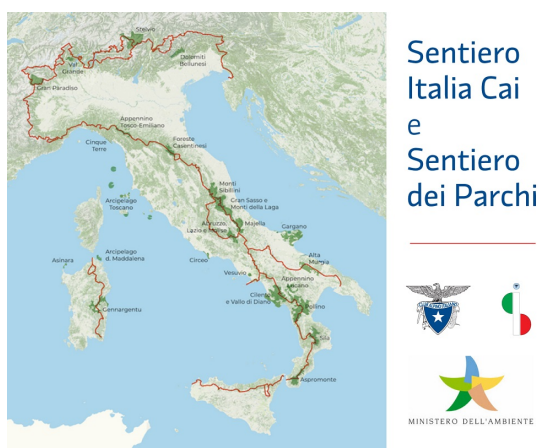 Sentiero
Italia Cai
e
Sentiero
dei Parchi
MINISTERO DELL'AMBIENTE
Stelvio
Val
Grande
Dolomiti
Bellunesi
Gran Paradiso
Appennino
Tosco-Emiliano
Cinque
Terre
Foreste
Casentinesi
Arcipelago
Toscano
Monti
Sibillini
Gran Sasso e
Monti della Laga
Abruzzo,
Lazio e Molise
Majella
Gargano
Circeo
Alta
Murgia
Vesuvio
Appennino
Lucano
Cilento
e Vallo di Diano
Pollino
Sila
Aspromonte
Asinara
Arcipelago
d. Maddalena
Gennargentu